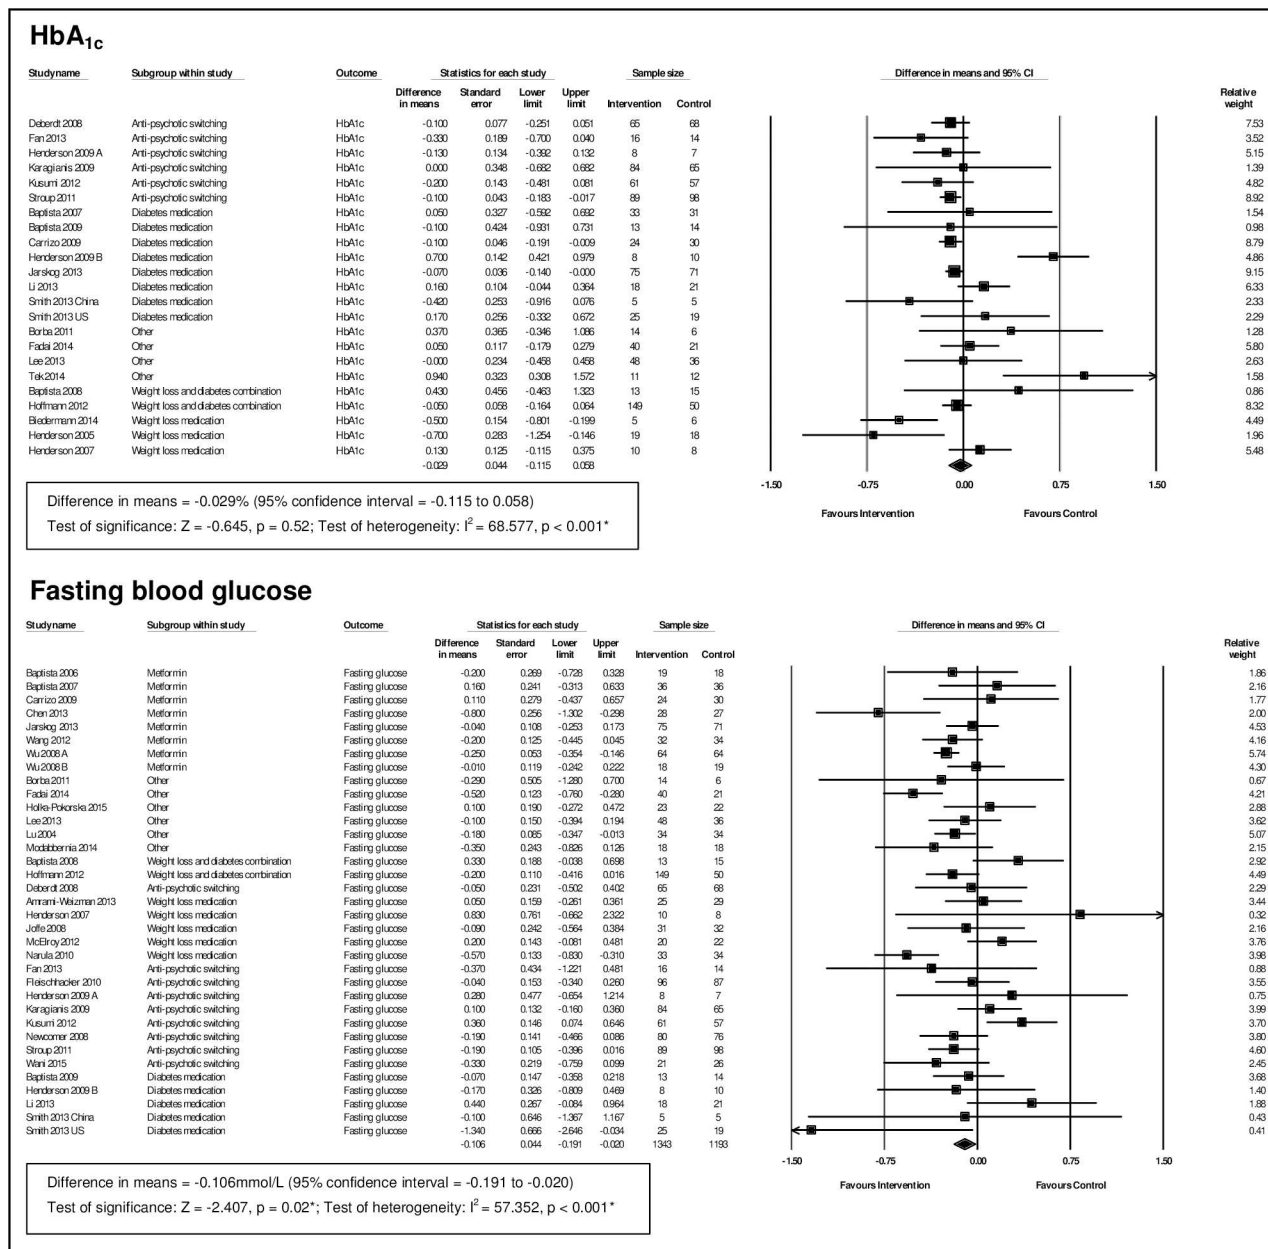 HbA1c
Studyname Subgroup within study Outcome Statistics for each study Sample size Difference in means and 95% CI
Difference in means Standard error Lower limit Upper limit Intervention Control Relative weight
Deberdt 2008 Anti-psychotic switching HbA1c -0.100 0.077 -0.251 0.051 65 68 7.53
Fan 2013 Anti-psychotic switching HbA1c -0.330 0.189 -0.700 0.040 16 14 3.52
Henderson 2009 A Anti-psychotic switching HbA1c -0.130 0.134 -0.392 0.132 8 7 5.15
Karagianis 2009 Anti-psychotic switching HbA1c 0.000 0.348 -0.682 0.682 84 65 1.39
Kusumi 2012 Anti-psychotic switching HbA1c -0.200 0.143 -0.481 0.081 61 57 4.82
Stroup 2011 Anti-psychotic switching HbA1c -0.100 0.043 -0.183 -0.017 89 98 8.92
Baptista 2007 Diabetes medication HbA1c 0.050 0.327 -0.592 0.692 33 31 1.54
Baptista 2009 Diabetes medication HbA1c -0.100 0.424 -0.931 0.731 13 14 0.98
Carrizo 2009 Diabetes medication HbA1c -0.100 0.046 -0.191 -0.009 24 30 8.79
Henderson 2009 B Diabetes medication HbA1c 0.700 0.142 0.421 0.979 8 10 4.86
Jarskog 2013 Diabetes medication HbA1c -0.070 0.036 -0.140 -0.000 75 71 9.15
Li 2013 Diabetes medication HbA1c 0.160 0.104 -0.044 0.364 18 21 6.33
Smith 2013 China Diabetes medication HbA1c -0.420 0.253 -0.916 0.076 5 5 2.33
Smith 2013 US Diabetes medication HbA1c 0.170 0.256 -0.332 0.672 25 19 2.29
Borba 2011 Other HbA1c 0.370 0.365 -0.346 1.086 14 6 1.28
Fadai 2014 Other HbA1c 0.050 0.117 -0.179 0.279 40 21 5.80
Lee 2013 Other HbA1c -0.000 0.234 -0.458 0.458 48 36 2.63
Tek 2014 Other HbA1c 0.940 0.323 0.308 1.572 11 12 1.58
Baptista 2008 Weight loss and diabetes combination HbA1c 0.430 0.456 -0.463 1.323 13 15 0.86
Hoffmann 2012 Weight loss and diabetes combination HbA1c -0.050 0.058 -0.164 0.064 149 50 8.32
Biedermann 2014 Weight loss medication HbA1c -0.500 0.154 -0.801 -0.199 5 6 4.49
Henderson 2005 Weight loss medication HbA1c -0.700 0.283 -1.254 -0.146 19 18 1.96
Henderson 2007 Weight loss medication HbA1c 0.130 0.125 -0.115 0.375 10 8 5.48
-0.029 0.044 -0.115 0.058
-1.50 -0.75 0.00 0.75 1.50
Favours Intervention Favours Control
Difference in means = -0.029% (95% confidence interval = -0.115 to 0.058)
Test of significance: Z = -0.645, p = 0.52; Test of heterogeneity: I2 = 68.577, p < 0.001*
Fasting blood glucose
Studyname Subgroup within study Outcome Statistics for each study Sample size Difference in means and 95% CI
Difference in means Standard error Lower limit Upper limit Intervention Control Relative weight
Baptista 2006 Metformin Fasting glucose -0.200 0.269 -0.728 0.328 19 18 1.86
Baptista 2007 Metformin Fasting glucose 0.160 0.241 -0.313 0.633 36 36 2.16
Carrizo 2009 Metformin Fasting glucose 0.110 0.279 -0.437 0.657 24 30 1.77
Chen 2013 Metformin Fasting glucose -0.800 0.256 -1.302 -0.298 28 27 2.00
Jarskog 2013 Metformin Fasting glucose -0.040 0.108 -0.253 0.173 75 71 4.53
Wang 2012 Metformin Fasting glucose -0.200 0.125 -0.445 0.045 32 34 4.16
Wu 2008 A Metformin Fasting glucose -0.250 0.053 -0.354 -0.146 64 64 5.74
Wu 2008 B Metformin Fasting glucose -0.010 0.119 -0.242 0.222 18 19 4.30
Borba 2011 Other Fasting glucose -0.290 0.505 -1.280 0.700 14 6 0.67
Fadai 2014 Other Fasting glucose -0.520 0.123 -0.760 -0.280 40 21 4.21
Holka-Pokorska 2015 Other Fasting glucose 0.100 0.190 -0.272 0.472 23 22 2.88
Lee 2013 Other Fasting glucose -0.100 0.150 -0.394 0.194 48 36 3.62
Lu 2004 Other Fasting glucose -0.180 0.085 -0.347 -0.013 34 34 5.07
Modabbernia 2014 Other Fasting glucose -0.350 0.243 -0.826 0.126 18 18 2.15
Baptista 2008 Weight loss and diabetes combination Fasting glucose 0.330 0.188 -0.038 0.698 13 15 2.92
Hoffmann 2012 Weight loss and diabetes combination Fasting glucose -0.200 0.110 -0.416 0.016 149 50 4.49
Deberdt 2008 Anti-psychotic switching Fasting glucose -0.050 0.231 -0.502 0.402 65 68 2.29
Amrami-Weizman 2013 Weight loss medication Fasting glucose 0.050 0.159 -0.261 0.361 25 29 3.44
Henderson 2007 Weight loss medication Fasting glucose 0.830 0.761 -0.662 2.322 10 8 0.32
Joffe 2008 Weight loss medication Fasting glucose -0.090 0.242 -0.564 0.384 31 32 2.16
McElroy 2012 Weight loss medication Fasting glucose 0.200 0.143 -0.081 0.481 20 22 3.76
Narula 2010 Weight loss medication Fasting glucose -0.570 0.133 -0.830 -0.310 33 34 3.98
Fan 2013 Anti-psychotic switching Fasting glucose -0.370 0.434 -1.221 0.481 16 14 0.88
Fleischhacker 2010 Anti-psychotic switching Fasting glucose -0.040 0.153 -0.340 0.260 96 87 3.55
Henderson 2009 A Anti-psychotic switching Fasting glucose 0.280 0.477 -0.654 1.214 8 7 0.75
Karagianis 2009 Anti-psychotic switching Fasting glucose 0.100 0.132 -0.160 0.360 84 65 3.99
Kusumi 2012 Anti-psychotic switching Fasting glucose 0.360 0.146 0.074 0.646 61 57 3.70
Newcomer 2008 Anti-psychotic switching Fasting glucose -0.190 0.141 -0.466 0.086 80 76 3.80
Stroup 2011 Anti-psychotic switching Fasting glucose -0.190 0.105 -0.396 0.016 89 98 4.60
Wani 2015 Anti-psychotic switching Fasting glucose -0.330 0.219 -0.759 0.099 21 26 2.45
Baptista 2009 Diabetes medication Fasting glucose -0.070 0.147 -0.358 0.218 13 14 3.68
Henderson 2009 B Diabetes medication Fasting glucose -0.170 0.326 -0.809 0.469 8 10 1.40
Li 2013 Diabetes medication Fasting glucose 0.440 0.267 -0.084 0.964 18 21 1.88
Smith 2013 China Diabetes medication Fasting glucose -0.100 0.646 -1.367 1.167 5 5 0.43
Smith 2013 US Diabetes medication Fasting glucose -1.340 0.666 -2.646 -0.034 25 19 0.41
-0.106 0.044 -0.191 -0.020 1343 1193
-1.50 -0.75 0.00 0.75 1.50
Favours Intervention Favours Control
Difference in means = -0.106mmol/L (95% confidence interval = -0.191 to -0.020)
Test of significance: Z = -2.407, p = 0.02*; Test of heterogeneity: I2 = 57.352, p < 0.001*